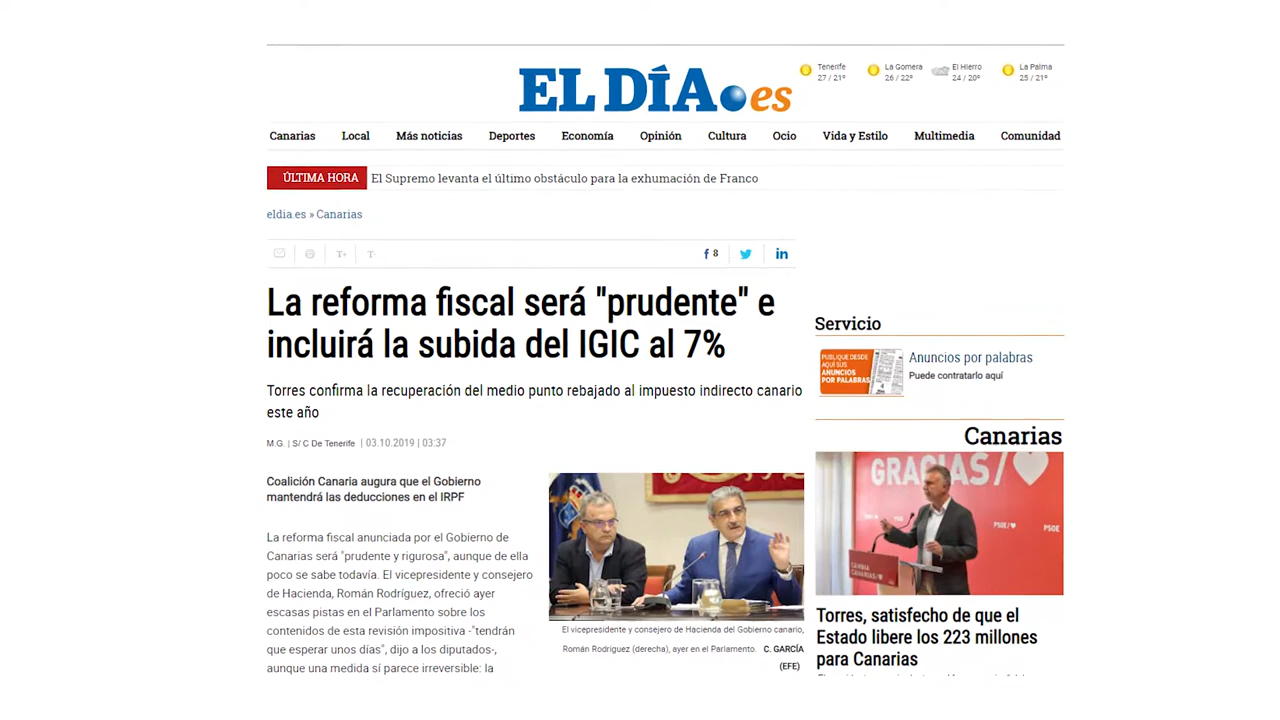 EL DÍA.es
Tenerife
27 / 21º
La Gomera
26 / 22º
El Hierro
24 / 20º
La Palma
25 / 21º
Canarias Local Más noticias Deportes Economía Opinión Cultura Ocio Vida y Estilo Multimedia Comunidad
ÚLTIMA HORA El Supremo levanta el último obstáculo para la exhumación de Franco
eldia.es » Canarias
T+ T- f 8 in
La reforma fiscal será "prudente" e
incluirá la subida del IGIC al 7%
Torres confirma la recuperación del medio punto rebajado al impuesto indirecto canario
este año
M.G. | S/ C De Tenerife | 03.10.2019 | 03:37
Coalición Canaria augura que el Gobierno
mantendrá las deducciones en el IRPF
La reforma fiscal anunciada por el Gobierno de
Canarias será "prudente y rigurosa", aunque de ella
poco se sabe todavía. El vicepresidente y consejero
de Hacienda, Román Rodríguez, ofreció ayer
escasas pistas en el Parlamento sobre los
contenidos de esta revisión impositiva -"tendrán
que esperar unos días", dijo a los diputados-,
aunque una medida sí parece irreversible: la
El vicepresidente y consejero de Hacienda del Gobierno canario,
Román Rodríguez (derecha), ayer en el Parlamento. C. GARCÍA
(EFE)
Servicio
PUBLIQUE DESDE
AQUÍ SUS
ANUNCIOS
POR PALABRAS
Anuncios por palabras
Puede contratarlo aquí
Canarias
GRACIAS/
PSOE/
PSOE
CAMBIA
CANARIAS/
Torres, satisfecho de que el
Estado libere los 223 millones
para Canarias